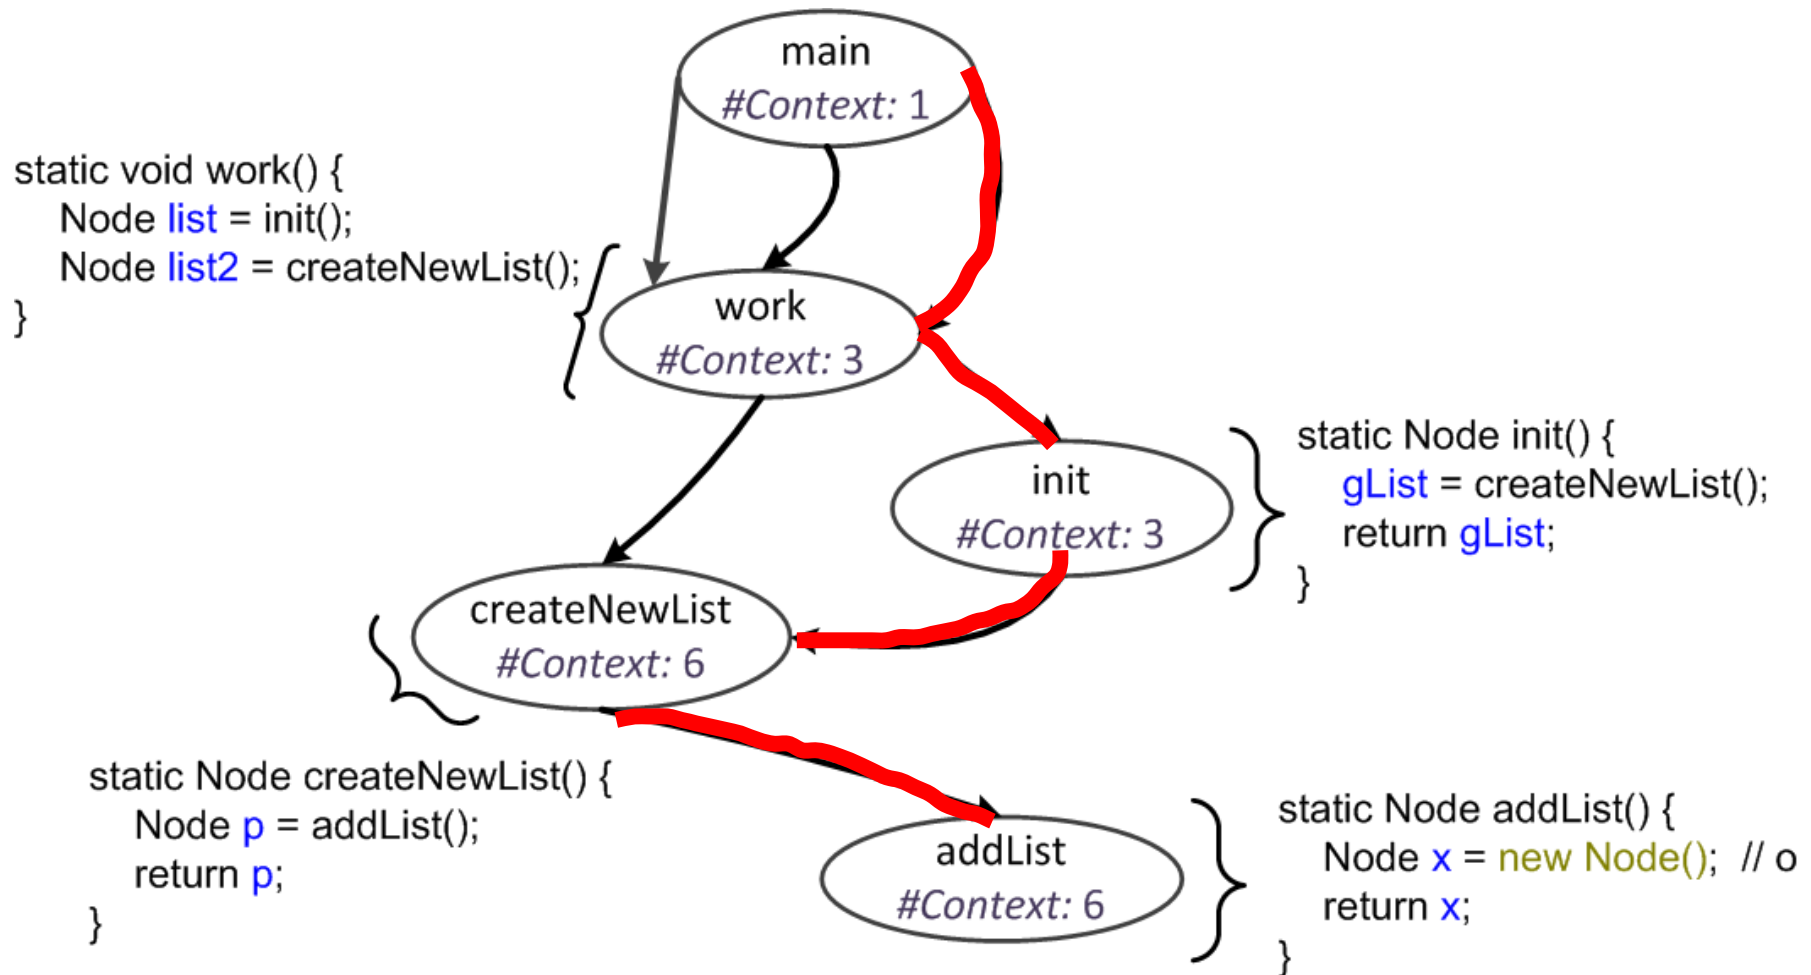 main
#Context: 1
static void work() {
Node list = init();
Node list2 = createNewList();
}
work
#Context: 3
init
#Context: 3
static Node init() {
gList = createNewList();
return gList;
}
createNewList
#Context: 6
static Node createNewList() {
Node p = addList();
return p;
}
addList
#Context: 6
static Node addList() {
Node x = new Node(); // o
return x;
}